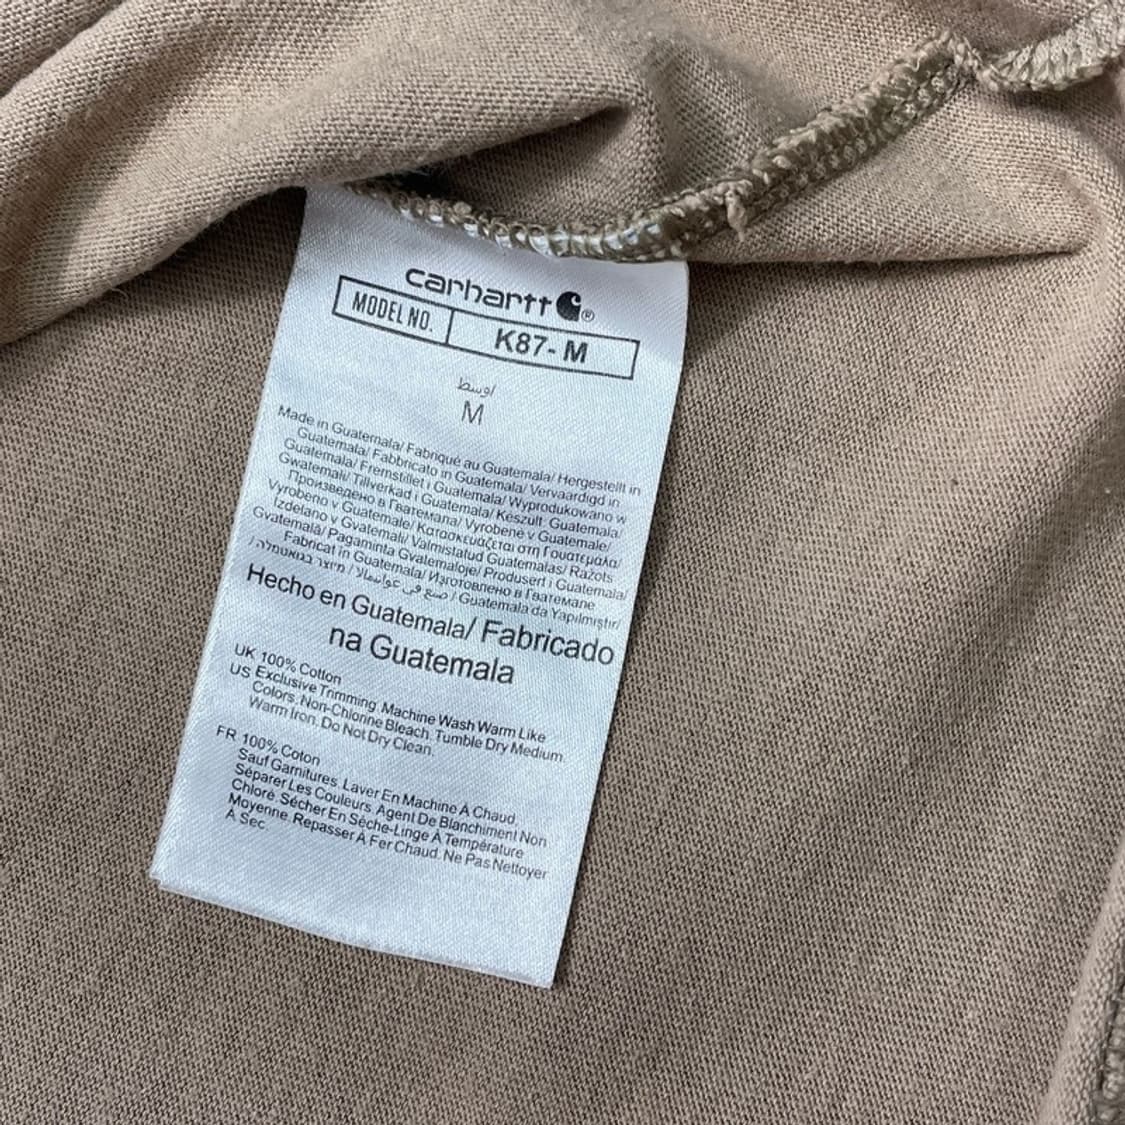 carhartt ®
MODEL NO. K87- M
اوسط
M
Made in Guatemala/ Fabriqué au Guatemala/ Hergestellt in
Guatemala/ Fabbricato in Guatemala/ Vervaardigd in
Guatemala/ Fremstillet i Guatemala/ Wyprodukowano w
Gwatemali/ Tillverkad i Guatemala/ Készült: Guatemala/
Произведено в Гватемала/ Vyrobené v Guatemale/
Vyrobeno v Guatemale/ Κατασκευάζεται στη Γουατεμάλα/
Izdelano v Gvatemali/ Valmistatud Guatemalas/ Ražots
Gvatemalā/ Pagaminta Gvatemaloje/ Produsert i Guatemala/
Fabricat în Guatemala/ Изготовлено в Гватемале
/ מיוצר בגואטמלה / صنع في / Guatemala da Yapılmıştır/
Hecho en Guatemala/ Fabricado
na Guatemala
UK 100% Cotton
US Exclusive Trimming. Machine Wash Warm Like
Colors. Non-Chlorine Bleach. Tumble Dry Medium.
Warm Iron. Do Not Dry Clean.
FR 100% Coton
Sauf Garnitures. Laver En Machine À Chaud.
Séparer Les Couleurs. Agent De Blanchiment Non
Chloré. Sécher En Sèche-Linge À Température
Moyenne. Repasser À Fer Chaud. Ne Pas Nettoyer
À Sec.